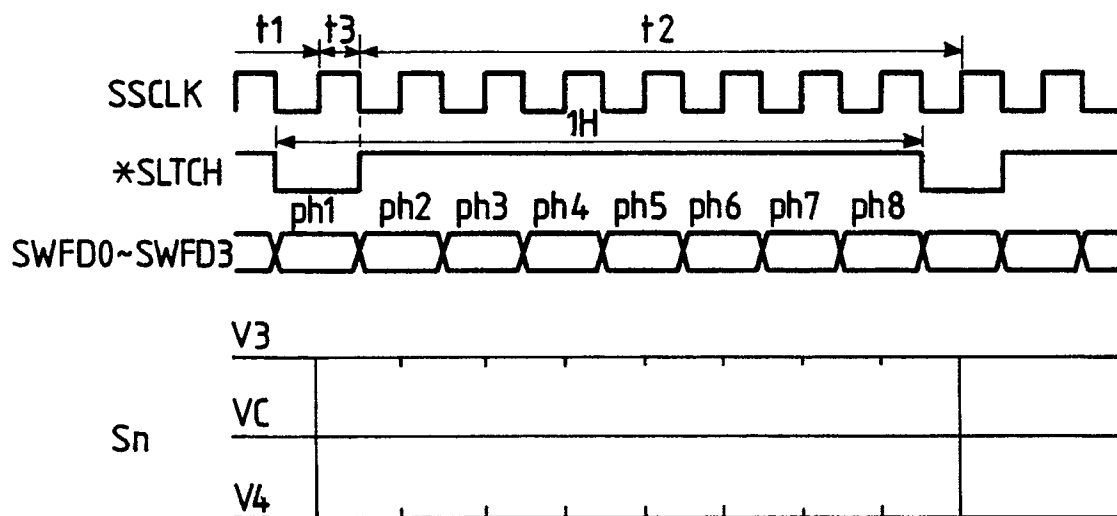 t1 t3 t2
SSCLK
1H
*SLTCH
ph1 ph2 ph3 ph4 ph5 ph6 ph7 ph8
SWFD0~SWFD3
V3
VC
Sn
V4